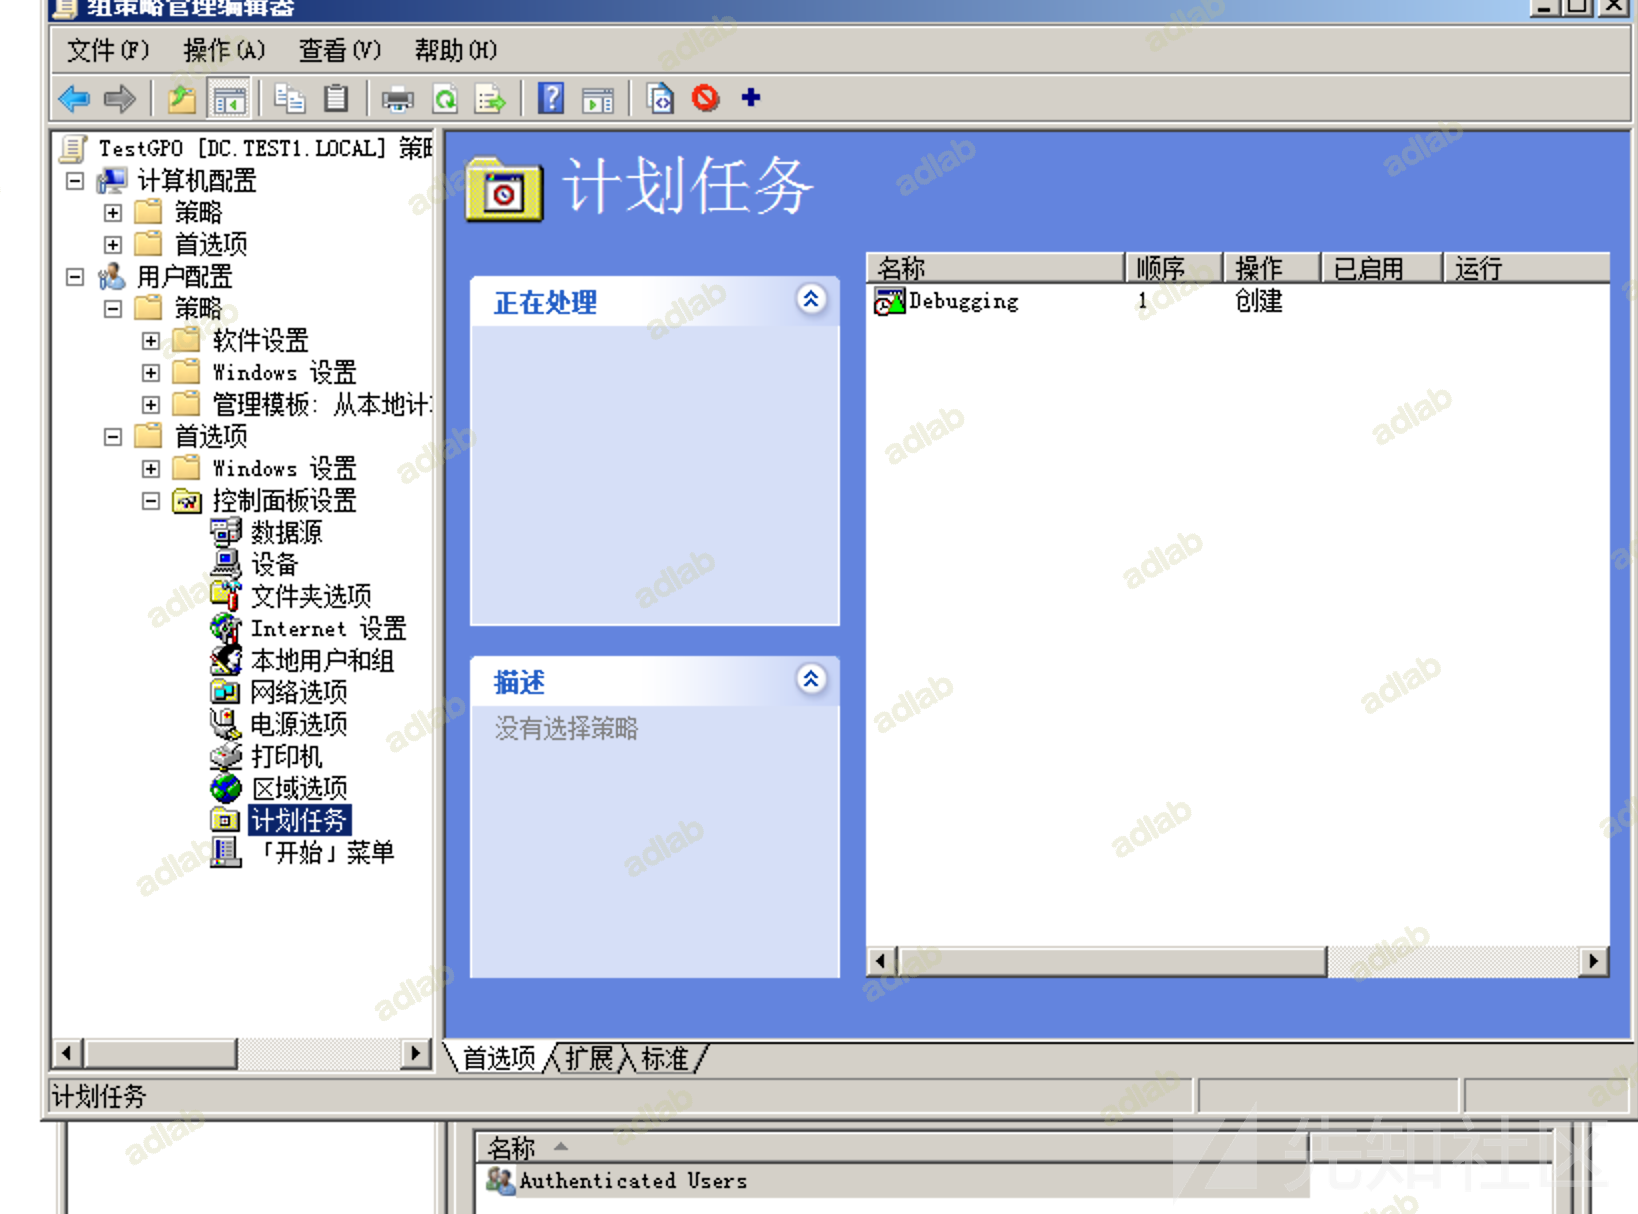 组策略管理编辑器
文件(F) 操作(A) 查看(V) 帮助(H)
TestGPO [DC.TEST1.LOCAL] 策略
计算机配置
策略
首选项
用户配置
策略
软件设置
Windows 设置
管理模板: 从本地计
首选项
Windows 设置
控制面板设置
数据源
设备
文件夹选项
Internet 设置
本地用户和组
网络选项
电源选项
打印机
区域选项
计划任务
「开始」菜单
计划任务
正在处理
描述
没有选择策略
名称 顺序 操作 已启用 运行
Debugging 1 创建
首选项 扩展 标准
计划任务
名称
Authenticated Users
先知社区
adlab